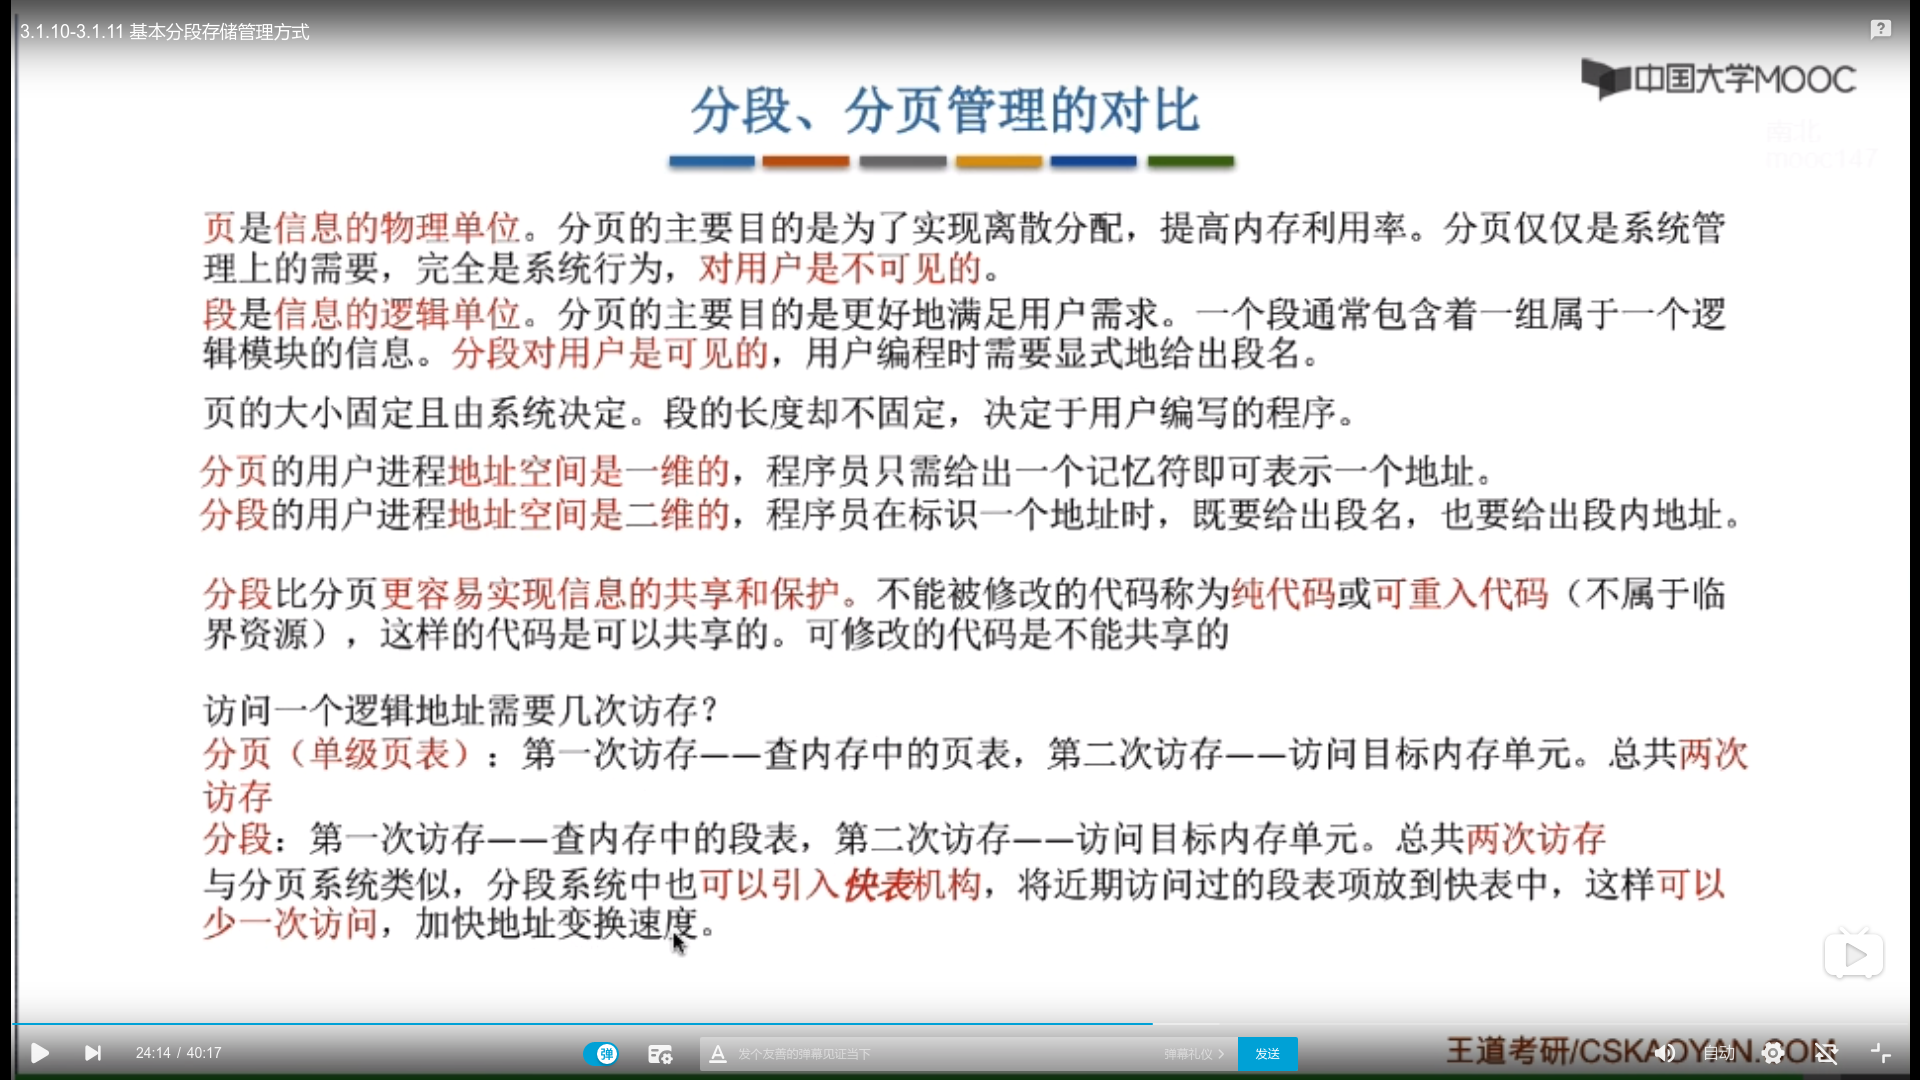 3.1.10-3.1.11 基本分段存储管理方式
?
中国大学MOOC
南北
mooc147
分段、分页管理的对比
页是信息的物理单位。分页的主要目的是为了实现离散分配，提高内存利用率。分页仅仅是系统管
理上的需要，完全是系统行为，对用户是不可见的。
段是信息的逻辑单位。分页的主要目的是更好地满足用户需求。一个段通常包含着一组属于一个逻
辑模块的信息。分段对用户是可见的，用户编程时需要显式地给出段名。
页的大小固定且由系统决定。段的长度却不固定，决定于用户编写的程序。
分页的用户进程地址空间是一维的，程序员只需给出一个记忆符即可表示一个地址。
分段的用户进程地址空间是二维的，程序员在标识一个地址时，既要给出段名，也要给出段内地址。
分段比分页更容易实现信息的共享和保护。不能被修改的代码称为纯代码或可重入代码（不属于临
界资源），这样的代码是可以共享的。可修改的代码是不能共享的
访问一个逻辑地址需要几次访存？
分页（单级页表）：第一次访存——查内存中的页表，第二次访存——访问目标内存单元。总共两次
访存
分段：第一次访存——查内存中的段表，第二次访存——访问目标内存单元。总共两次访存
与分页系统类似，分段系统中也可以引入快表机构，将近期访问过的段表项放到快表中，这样可以
少一次访问，加快地址变换速度。
24:14 / 40:17
弹
A
发个友善的弹幕见证当下
弹幕礼仪 >
发送
王道考研/CSKAOYAN.COM
自动